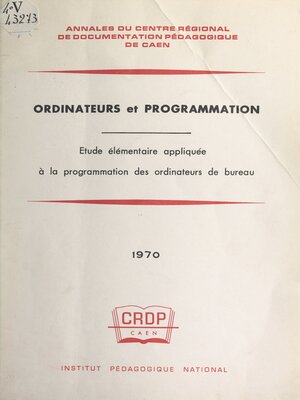 4° V
43273
ANNALES DU CENTRE RÉGIONAL
DE DOCUMENTATION PÉDAGOGIQUE
DE CAEN
ORDINATEURS et PROGRAMMATION
Etude élémentaire appliquée
à la programmation des ordinateurs de bureau
1970
CRDP
CAEN
INSTITUT PÉDAGOGIQUE NATIONAL